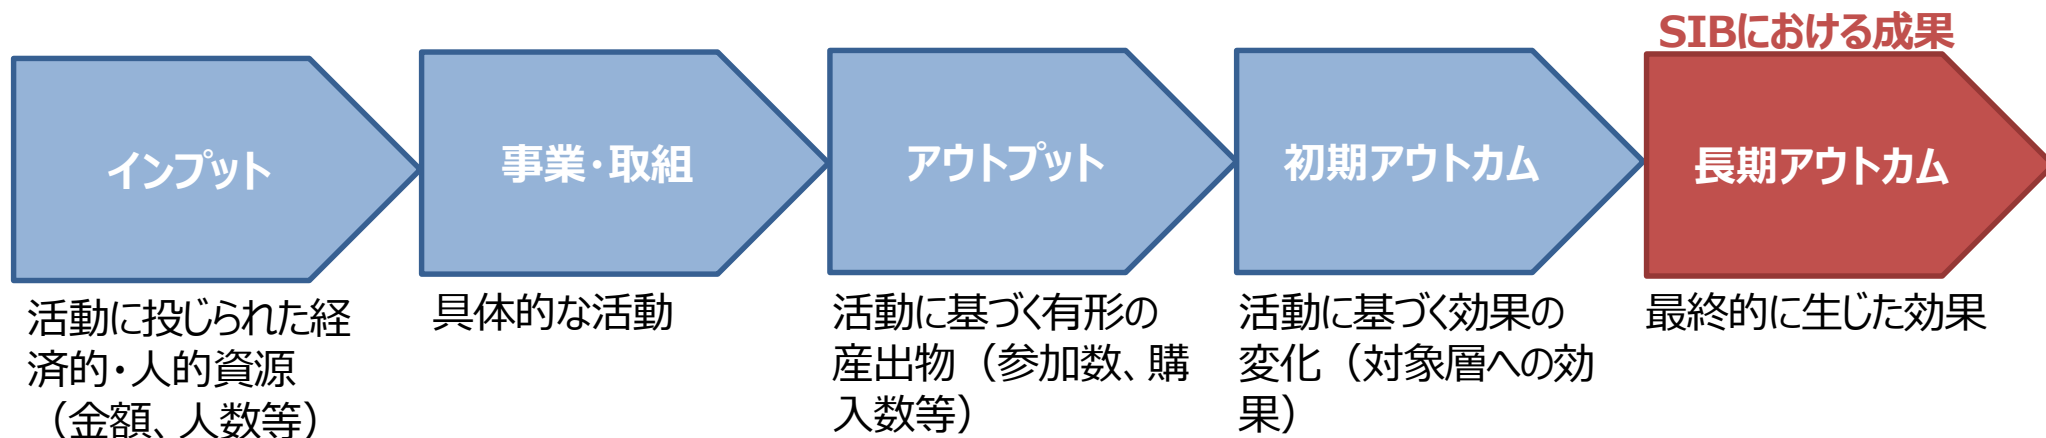 SIBにおける成果
インプット
事業・取組
アウトプット
初期アウトカム
長期アウトカム
活動に投じられた経
済的・人的資源
（金額、人数等）
具体的な活動
活動に基づく有形の
産出物（参加数、購
入数等）
活動に基づく効果の
変化（対象層への効
果）
最終的に生じた効果